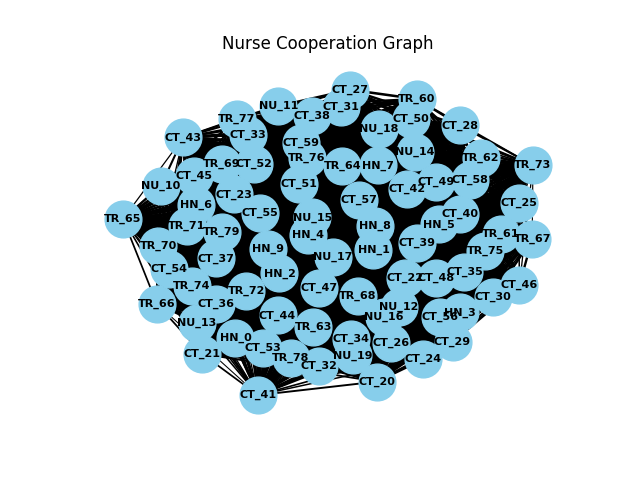 Nurse Cooperation Graph
CT_27
TR_60
NU_11
CT_31
CT_38
TR_77
CT_50
CT_28
NU_18
CT_33
CT_43
CT_59
NU_14
TR_76
TR_62
TR_69
CT_52
TR_64
HN_7
TR_73
CT_45
CT_58
CT_49
CT_51
NU_10
CT_42
CT_23
CT_57
CT_25
HN_6
CT_55
CT_40
NU_15
TR_65
HN_5
TR_71
HN_8
TR_79
HN_4
TR_61
TR_67
CT_39
TR_70
HN_9
HN_1
TR_75
NU_17
CT_37
CT_54
HN_2
CT_35
CT_48
TR_74
CT_46
CT_47
TR_72
TR_68
CT_30
TR_66
CT_36
NU_12
HN_3
CT_44
NU_16
NU_13
TR_63
HN_0
CT_34
CT_29
CT_26
CT_53
CT_21
NU_19
TR_78
CT_24
CT_32
CT_20
CT_41